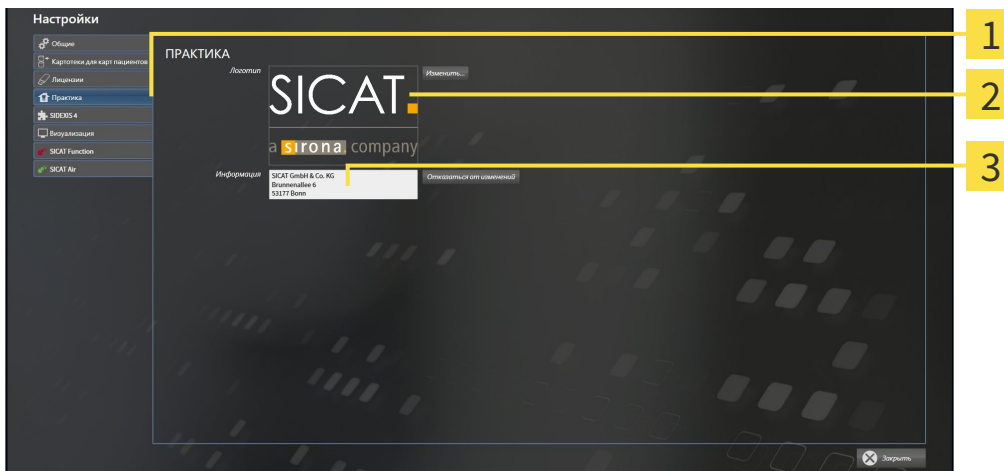 Настройки
Общие
Картотеки для карт пациентов
Лицензии
Практика
SIDEXIS 4
Визуализация
SICAT Function
SICAT Air
ПРАКТИКА
Логотип
SICAT.
a sirona. company
Изменить...
Информация
SICAT GmbH & Co. KG
Brunnenallee 6
53177 Bonn
Отказаться от изменений
Закрыть
1
2
3